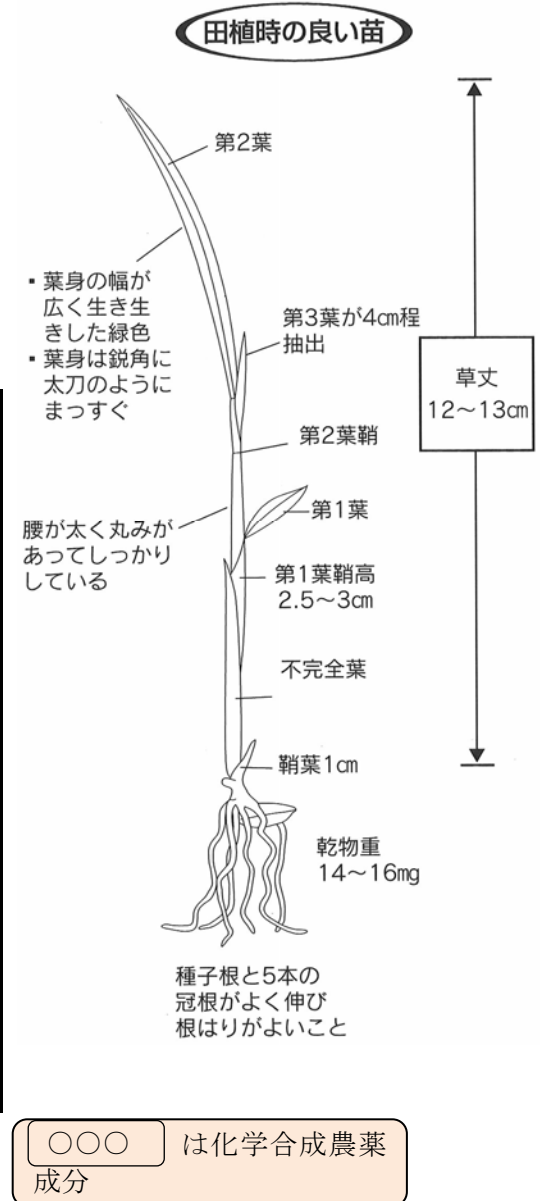 田植時の良い苗
第2葉
▪葉身の幅が
広く生き生
きした緑色
▪葉身は鋭角に
太刀のように
まっすぐ
第3葉が4cm程
抽出
草丈
12〜13cm
第2葉鞘
第1葉
腰が太く丸みが
あってしっかり
している
第1葉鞘高
2.5〜3cm
不完全葉
鞘葉1cm
乾物重
14〜16mg
種子根と5本の
冠根がよく伸び
根はりがよいこと
○○○ は化学合成農薬
成分